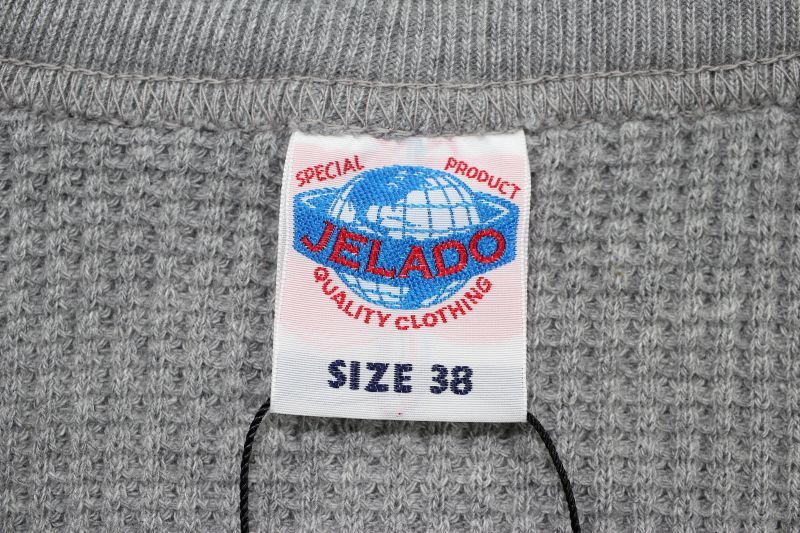 SPECIAL PRODUCT
JELADO
QUALITY CLOTHING
SIZE 38